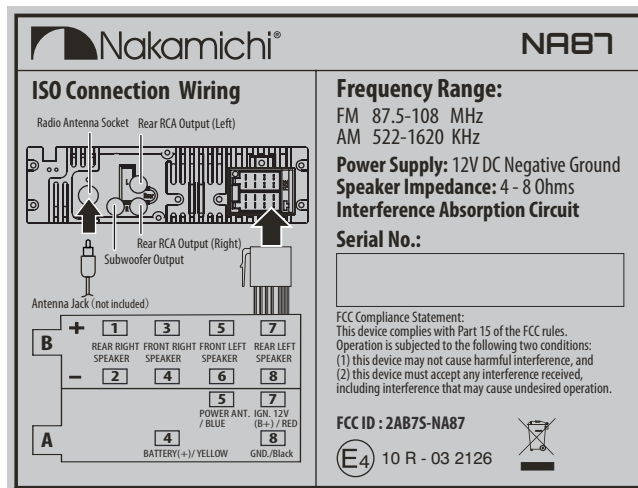 Nakamichi®
NA87
ISO Connection Wiring
Radio Antenna Socket
Rear RCA Output (Left)
L
FUSE
Rear RCA Output (Right)
Subwoofer Output
Antenna Jack (not included)
B
+ 1 3 5 7
REAR RIGHT FRONT RIGHT FRONT LEFT REAR LEFT
SPEAKER SPEAKER SPEAKER SPEAKER
− 2 4 6 8
A
5 7
POWER ANT. IGN. 12V
/ BLUE (B+) / RED
4 8
BATTERY(+)/ YELLOW GND./Black
Frequency Range:
FM 87.5-108 MHz
AM 522-1620 KHz
Power Supply: 12V DC Negative Ground
Speaker Impedance: 4 - 8 Ohms
Interference Absorption Circuit
Serial No.:
FCC Compliance Statement:
This device complies with Part 15 of the FCC rules.
Operation is subject to the following two conditions:
(1) this device may not cause harmful interference, and
(2) this device must accept any interference received,
including interference that may cause undesired operation.
FCC ID : 2AB7S-NA87
E4 10 R - 03 2126